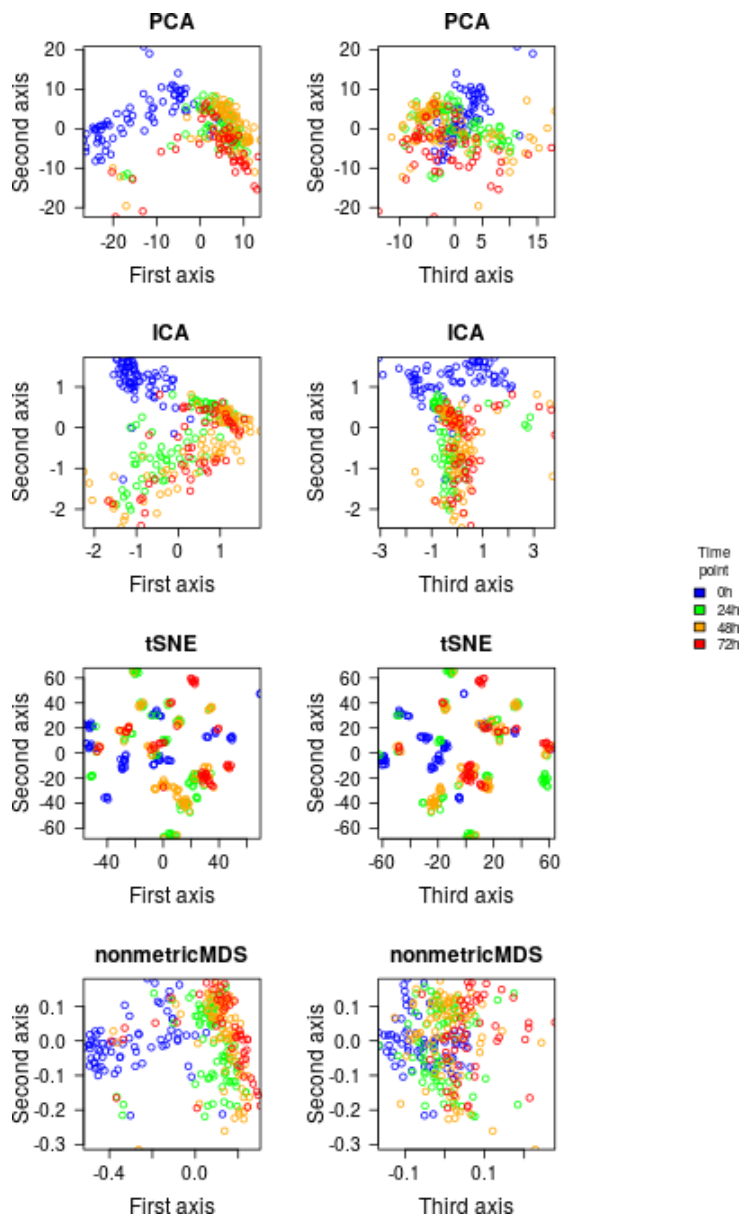 PCA
PCA
20
10
0
-10
-20
Second axis
-20
-10
0
10
First axis
20
10
0
-10
-20
Second axis
-10
0
5
15
Third axis
ICA
ICA
1
0
-1
-2
Second axis
-2
-1
0
1
First axis
1
0
-1
-2
Second axis
-3
-1
1
3
Third axis
Time
point
0h
24h
48h
72h
tSNE
tSNE
60
40
20
0
-20
-40
-60
Second axis
-40
0
20
40
First axis
60
40
20
0
-20
-40
-60
Second axis
-60
-20
20
60
Third axis
nonmetricMDS
nonmetricMDS
0.1
0.0
-0.1
-0.2
-0.3
Second axis
-0.4
0.0
First axis
0.1
0.0
-0.1
-0.2
-0.3
Second axis
-0.1
0.1
Third axis